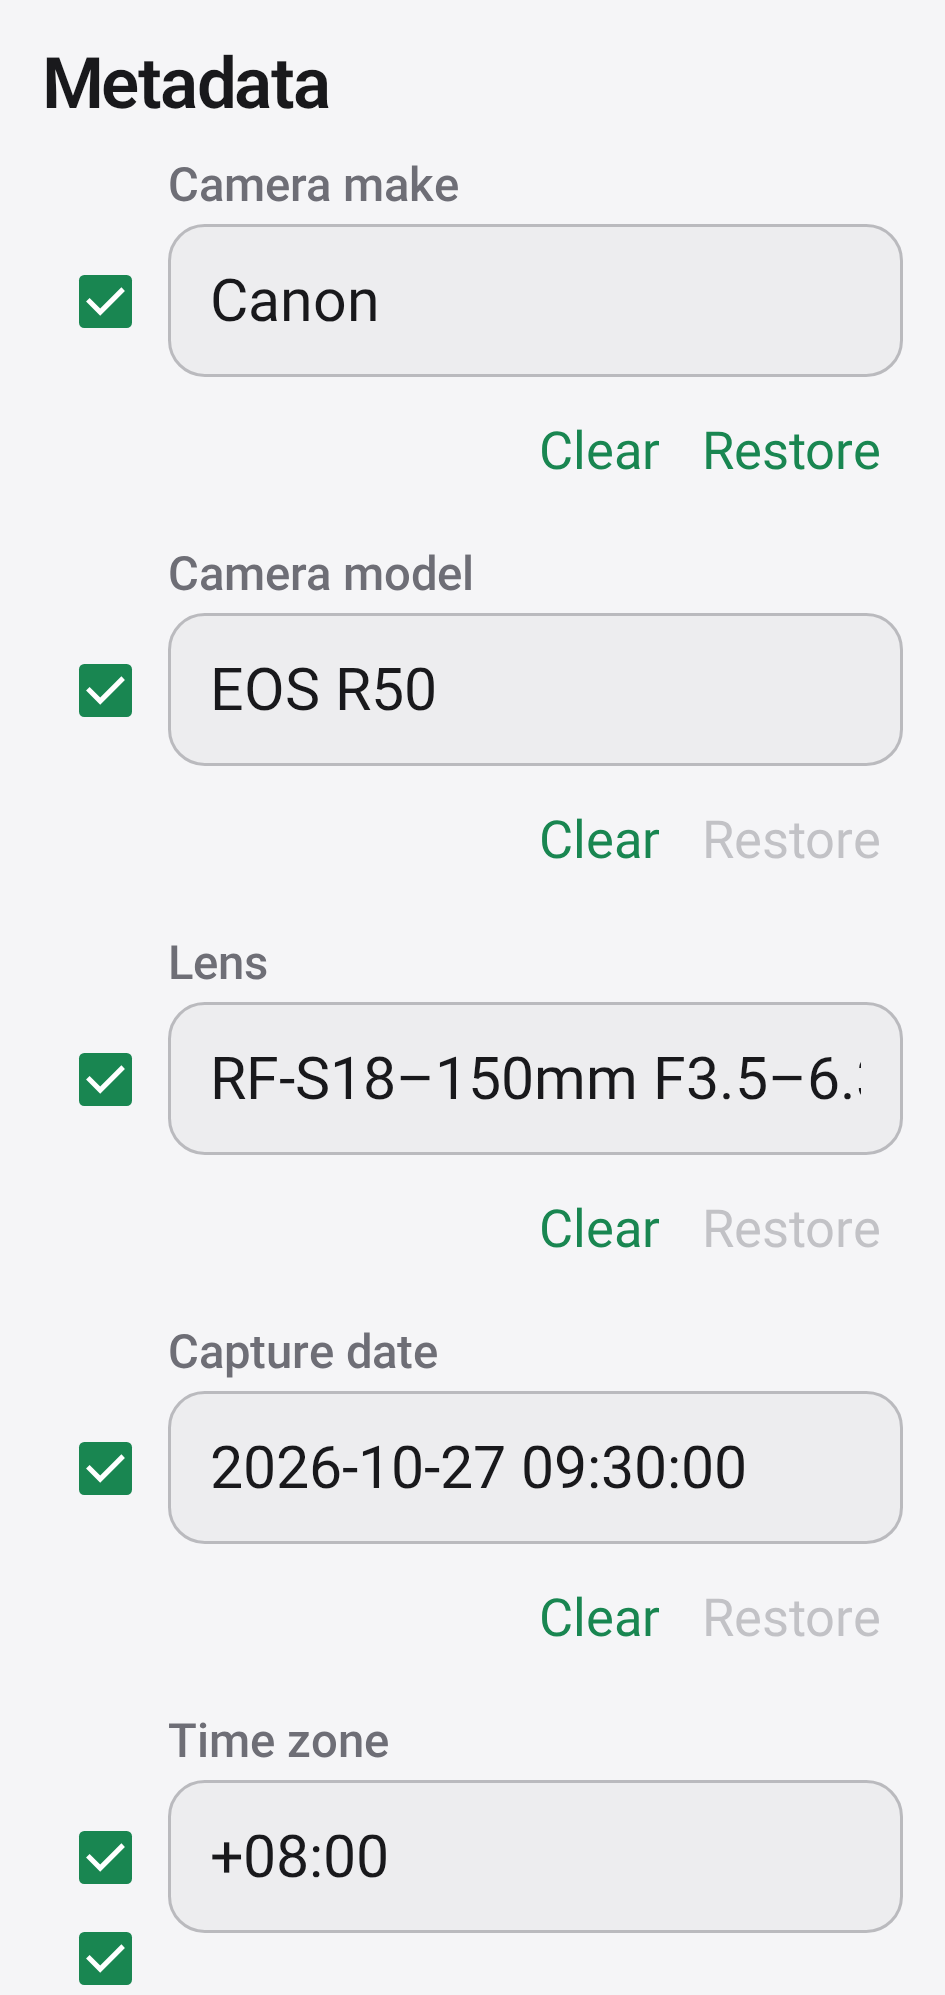 Metadata
Camera make
Canon
Clear Restore
Camera model
EOS R50
Clear Restore
Lens
RF-S18–150mm F3.5–6.
Clear Restore
Capture date
2026-10-27 09:30:00
Clear Restore
Time zone
+08:00